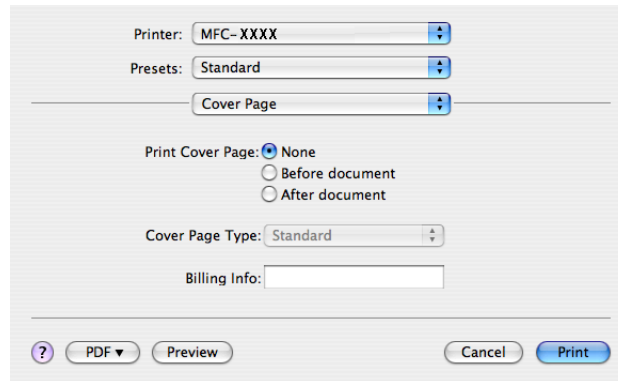 Printer: MFC-XXXX
Presets: Standard
Cover Page
Print Cover Page: None
Before document
After document
Cover Page Type: Standard
Billing Info:
? PDF▼ Preview Cancel Print